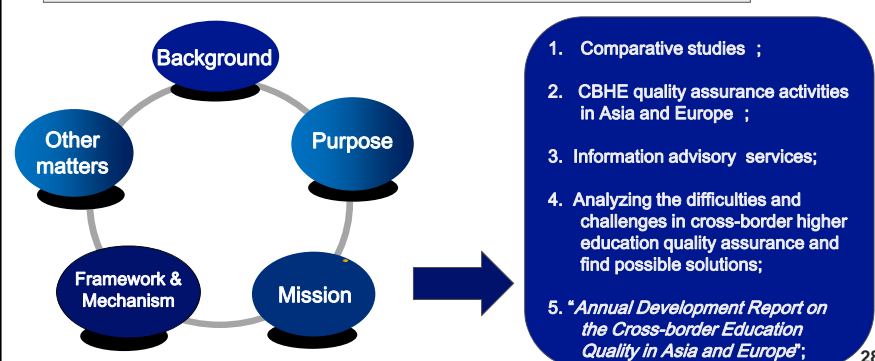 Background
Other
matters
Purpose
Framework &
Mechanism
Mission
1. Comparative studies ;
2. CBHE quality assurance activities
in Asia and Europe ;
3. Information advisory services;
4. Analyzing the difficulties and
challenges in cross-border higher
education quality assurance and
find possible solutions;
5. “Annual Development Report on
the Cross-border Education
Quality in Asia and Europe”;
28